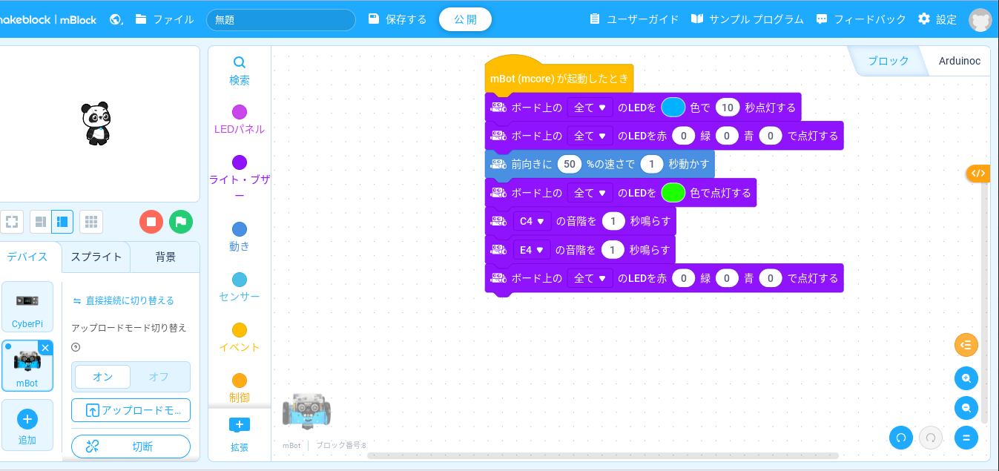 makeblock | mBlock ファイル 無題 保存する 公開 ユーザーガイド サンプル プログラム フィードバック 設定
ブロック Arduinoc
検索
LEDパネル
ライト・ブザ
ー
動き
センサー
イベント
制御
拡張
mBot (mcore) が起動したとき
ボード上の 全て のLEDを 色で 10 秒点灯する
ボード上の 全て のLEDを赤 0 緑 0 青 0 で点灯する
前向きに 50 %の速さで 1 秒動かす
ボード上の 全て のLEDを 色で点灯する
C4 の音階を 1 秒鳴らす
E4 の音階を 1 秒鳴らす
ボード上の 全て のLEDを赤 0 緑 0 青 0 で点灯する
デバイス スプライト 背景
CyberPi
mBot
追加
直接接続に切り替える
アップロードモード切り替え
オン オフ
アップロードモ...
切断
mBot ブロック番号:8